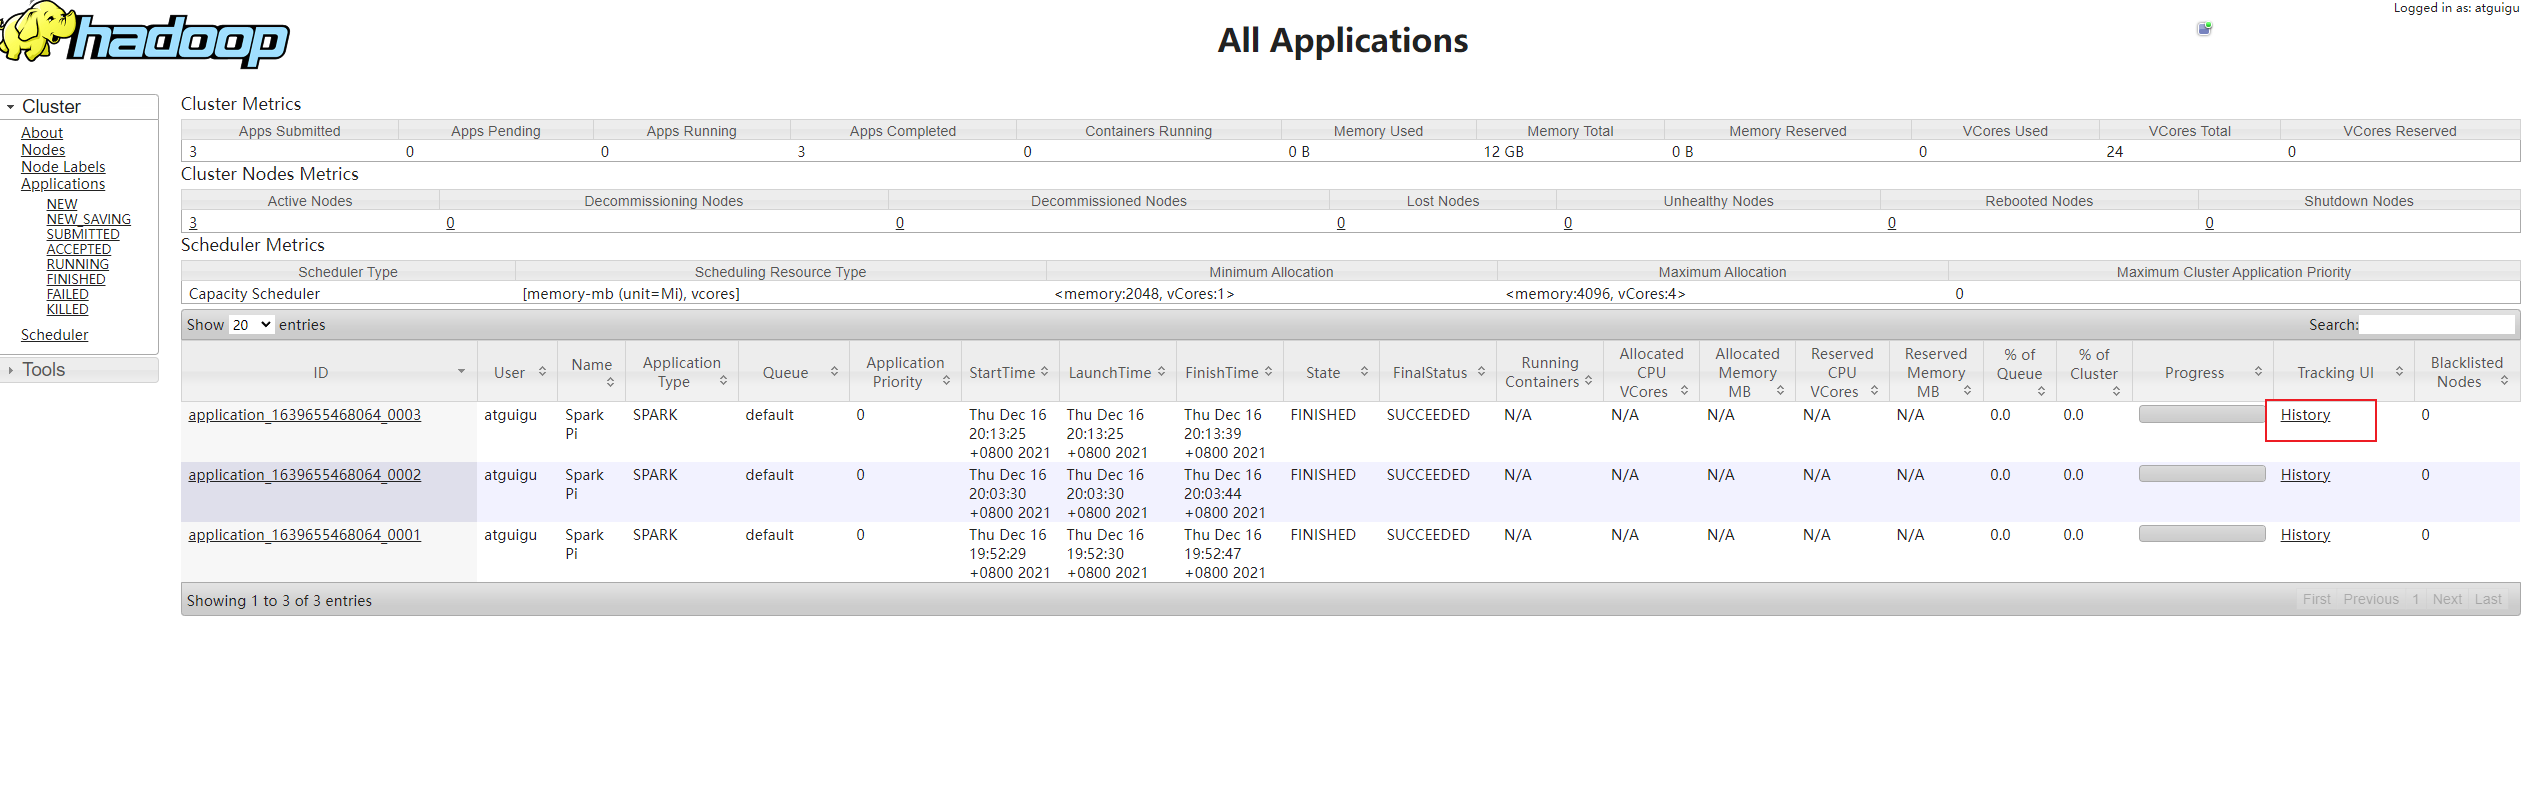 Logged in as: atguigu
hadoop
All Applications
Cluster
About
Nodes
Node Labels
Applications
NEW
NEW_SAVING
SUBMITTED
ACCEPTED
RUNNING
FINISHED
FAILED
KILLED
Scheduler
Tools
Cluster Metrics
Apps Submitted Apps Pending Apps Running Apps Completed Containers Running Memory Used Memory Total Memory Reserved VCores Used VCores Total VCores Reserved
3 0 0 3 0 0 B 12 GB 0 B 0 24 0
Cluster Nodes Metrics
Active Nodes Decommissioning Nodes Decommissioned Nodes Lost Nodes Unhealthy Nodes Rebooted Nodes Shutdown Nodes
3 0 0 0 0 0 0
Scheduler Metrics
Scheduler Type Scheduling Resource Type Minimum Allocation Maximum Allocation Maximum Cluster Application Priority
Capacity Scheduler [memory-mb (unit=Mi), vcores] <memory:2048, vCores:1> <memory:4096, vCores:4> 0
Show 20 entries Search:
ID User Name Application Type Queue Application Priority StartTime LaunchTime FinishTime State FinalStatus Running Containers Allocated CPU VCores Allocated Memory MB Reserved CPU VCores Reserved Memory MB % of Queue % of Cluster Progress Tracking UI Blacklisted Nodes
application_1639655468064_0003 atguigu Spark SPARK default 0 Thu Dec 16 Thu Dec 16 Thu Dec 16 FINISHED SUCCEEDED N/A N/A N/A N/A N/A 0.0 0.0 History 0
Pi 20:13:25 20:13:25 20:13:39
+0800 2021 +0800 2021 +0800 2021
application_1639655468064_0002 atguigu Spark SPARK default 0 Thu Dec 16 Thu Dec 16 Thu Dec 16 FINISHED SUCCEEDED N/A N/A N/A N/A N/A 0.0 0.0 History 0
Pi 20:03:30 20:03:30 20:03:44
+0800 2021 +0800 2021 +0800 2021
application_1639655468064_0001 atguigu Spark SPARK default 0 Thu Dec 16 Thu Dec 16 Thu Dec 16 FINISHED SUCCEEDED N/A N/A N/A N/A N/A 0.0 0.0 History 0
Pi 19:52:29 19:52:30 19:52:47
+0800 2021 +0800 2021 +0800 2021
Showing 1 to 3 of 3 entries First Previous 1 Next Last